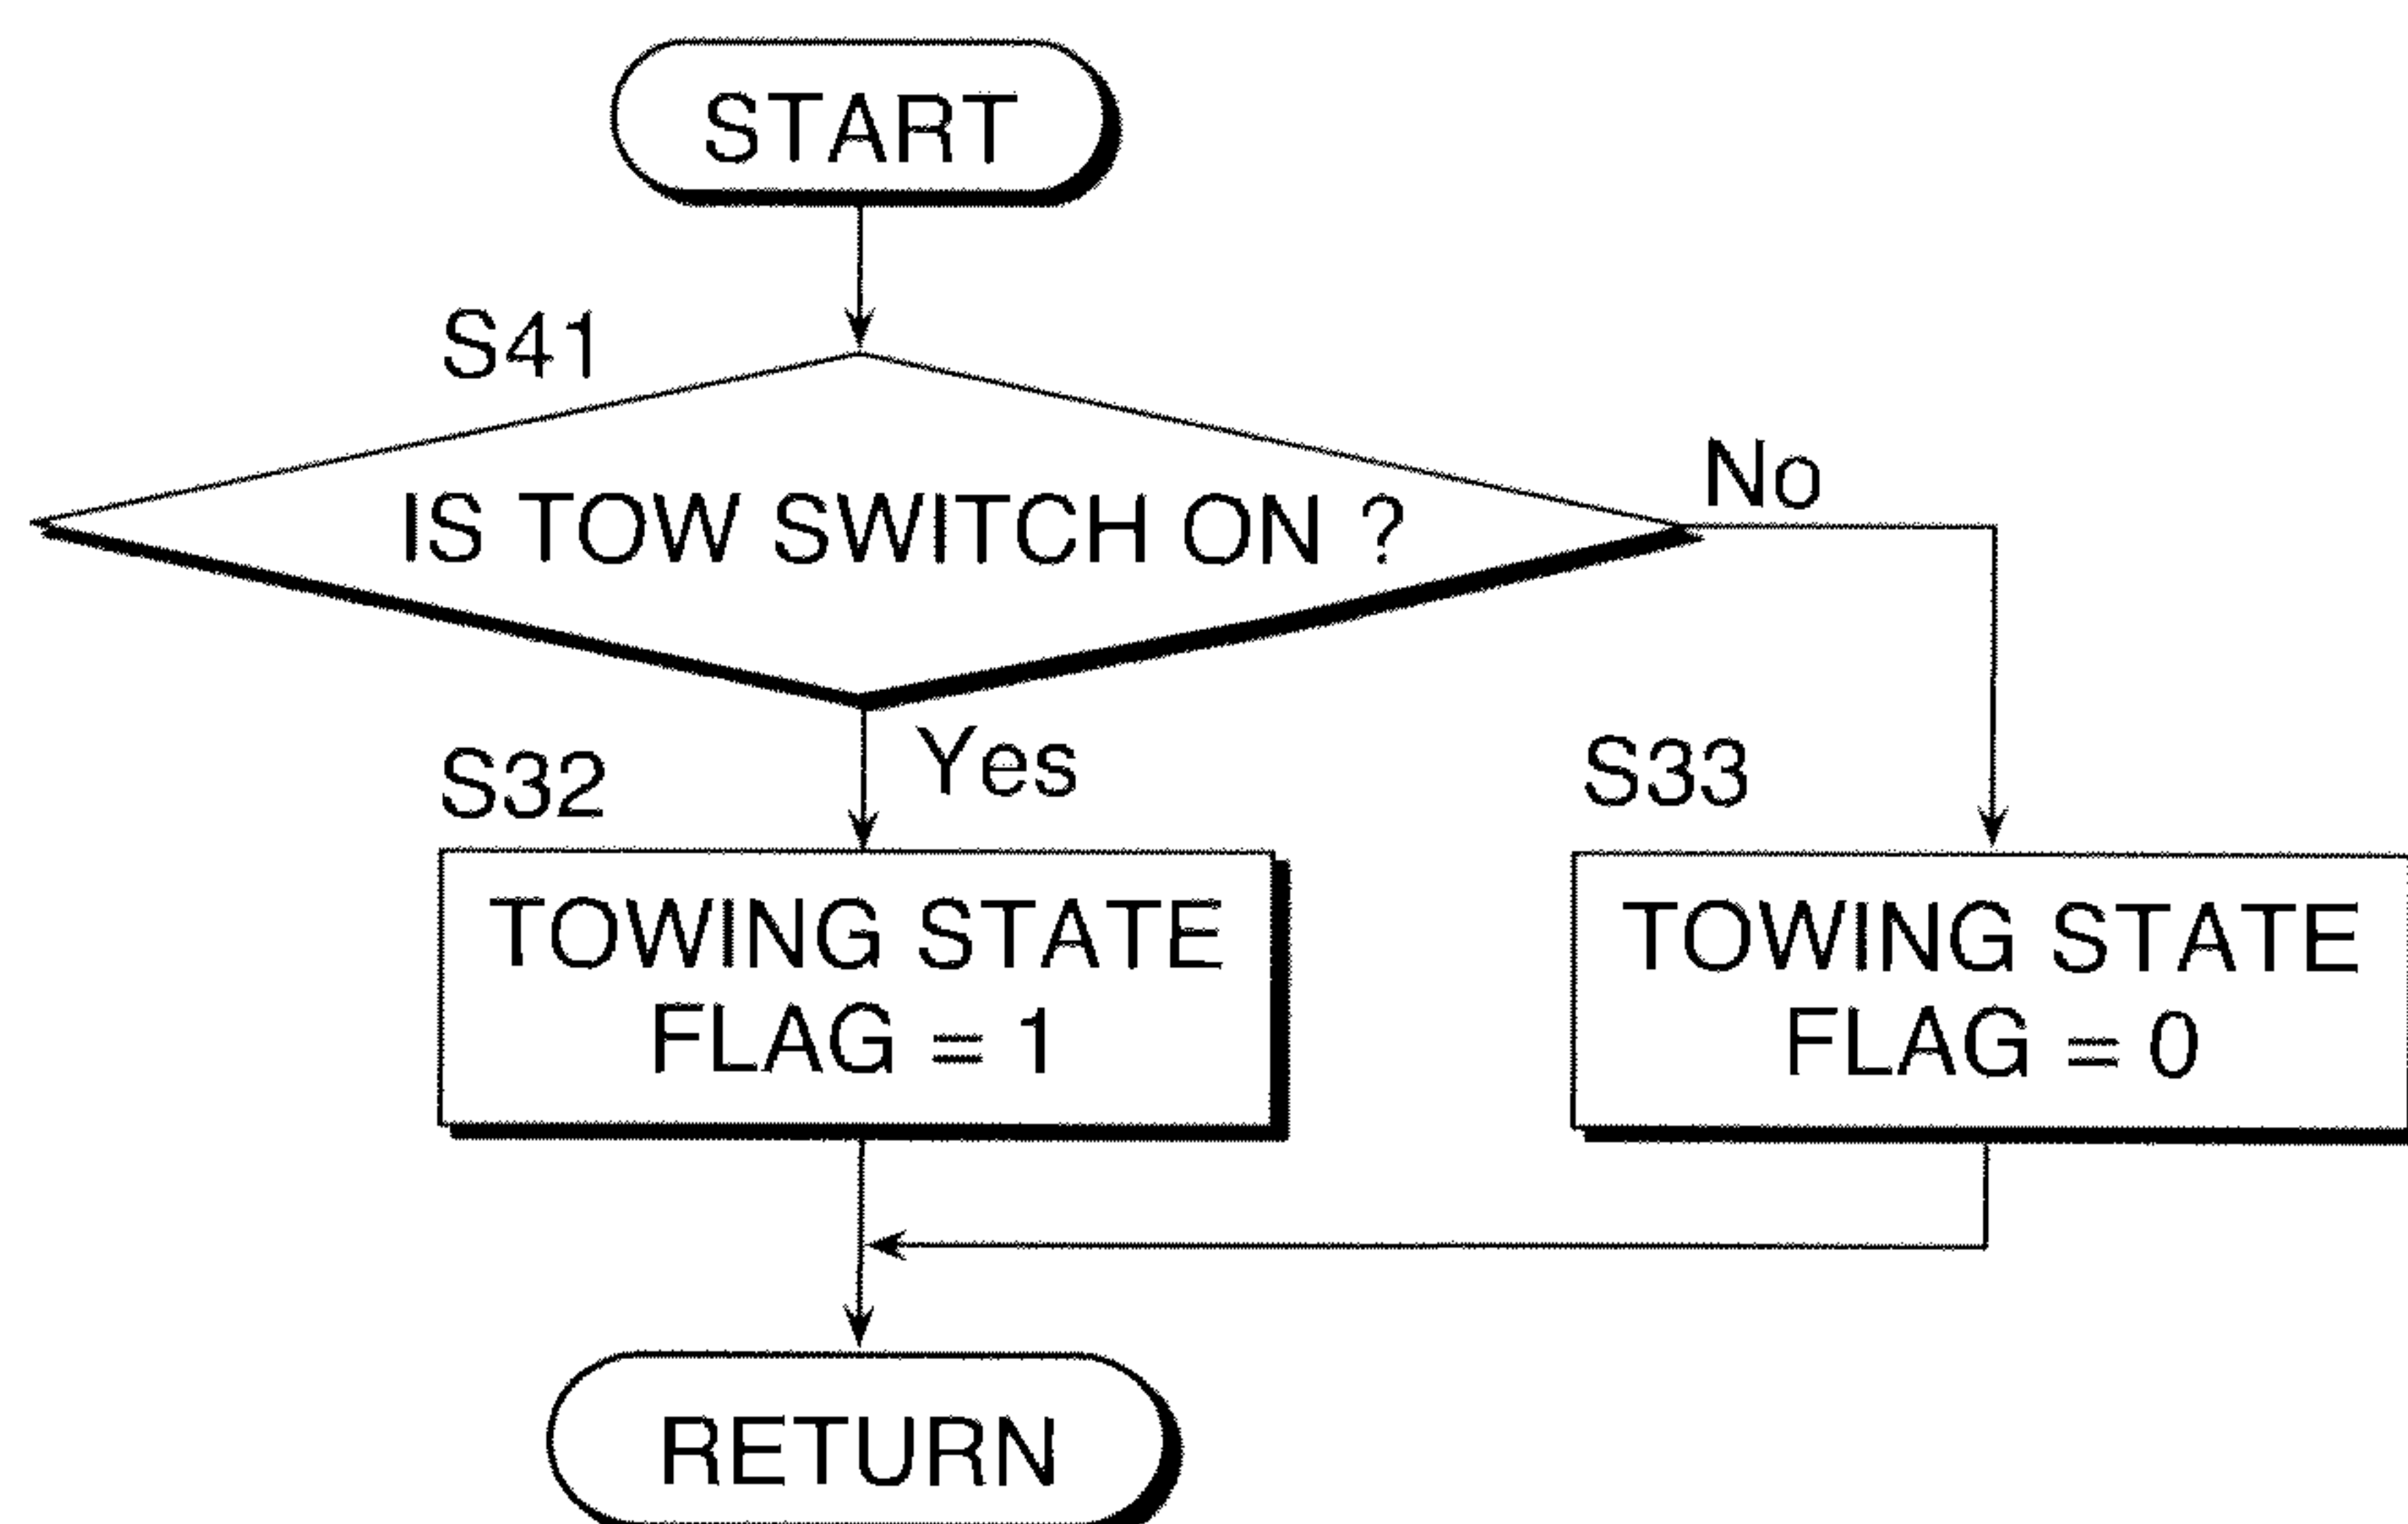 START
S41
IS TOW SWITCH ON ?
No
Yes
S32
S33
TOWING STATE
FLAG = 1
TOWING STATE
FLAG = 0
RETURN